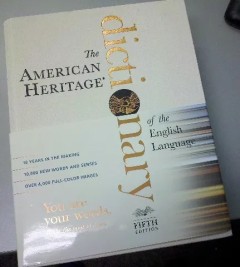 The
AMERICAN
HERITAGE®
dictionary
of the
English
Language
10 YEARS IN THE MAKING
10,000 NEW WORDS AND SENSES
OVER 4,000 FULL-COLOR IMAGES
You are
your words.
FIFTH
EDITION